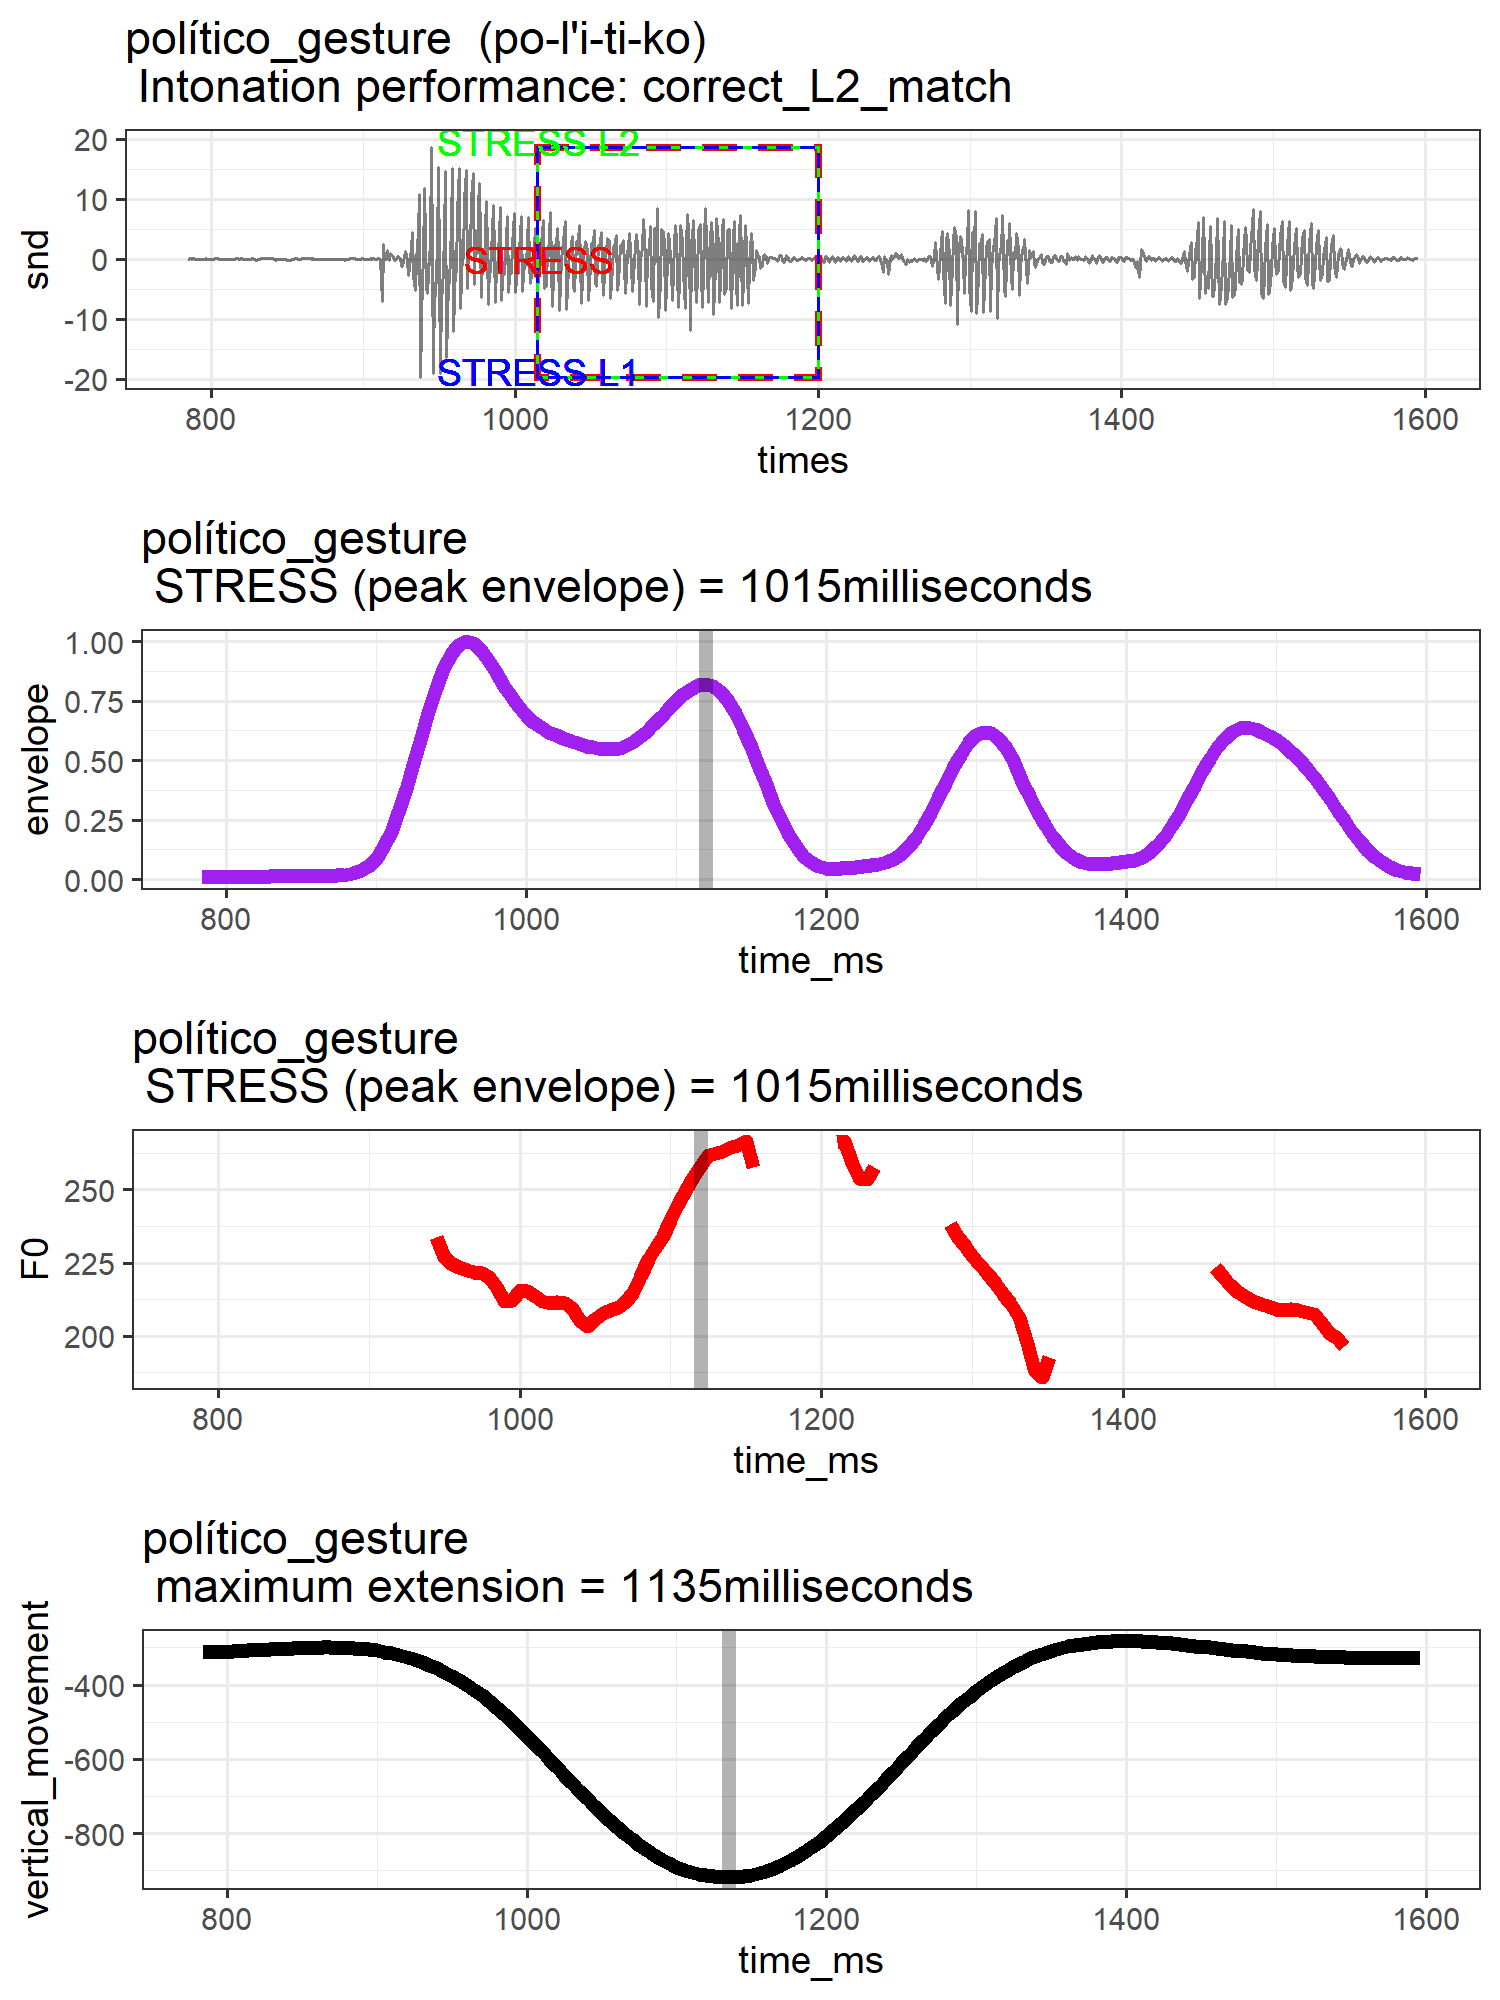 político_gesture  (po-l'i-ti-ko)
Intonation performance: correct_L2_match
20
10
0
-10
-20
snd
STRESS L2
STRESS
STRESS L1
800 1000 1200 1400 1600
times
político_gesture
STRESS (peak envelope) = 1015milliseconds
1.00
0.75
0.50
0.25
0.00
envelope
800 1000 1200 1400 1600
time_ms
político_gesture
STRESS (peak envelope) = 1015milliseconds
250
225
200
F0
800 1000 1200 1400 1600
time_ms
político_gesture
maximum extension = 1135milliseconds
-400
-600
-800
vertical_movement
800 1000 1200 1400 1600
time_ms